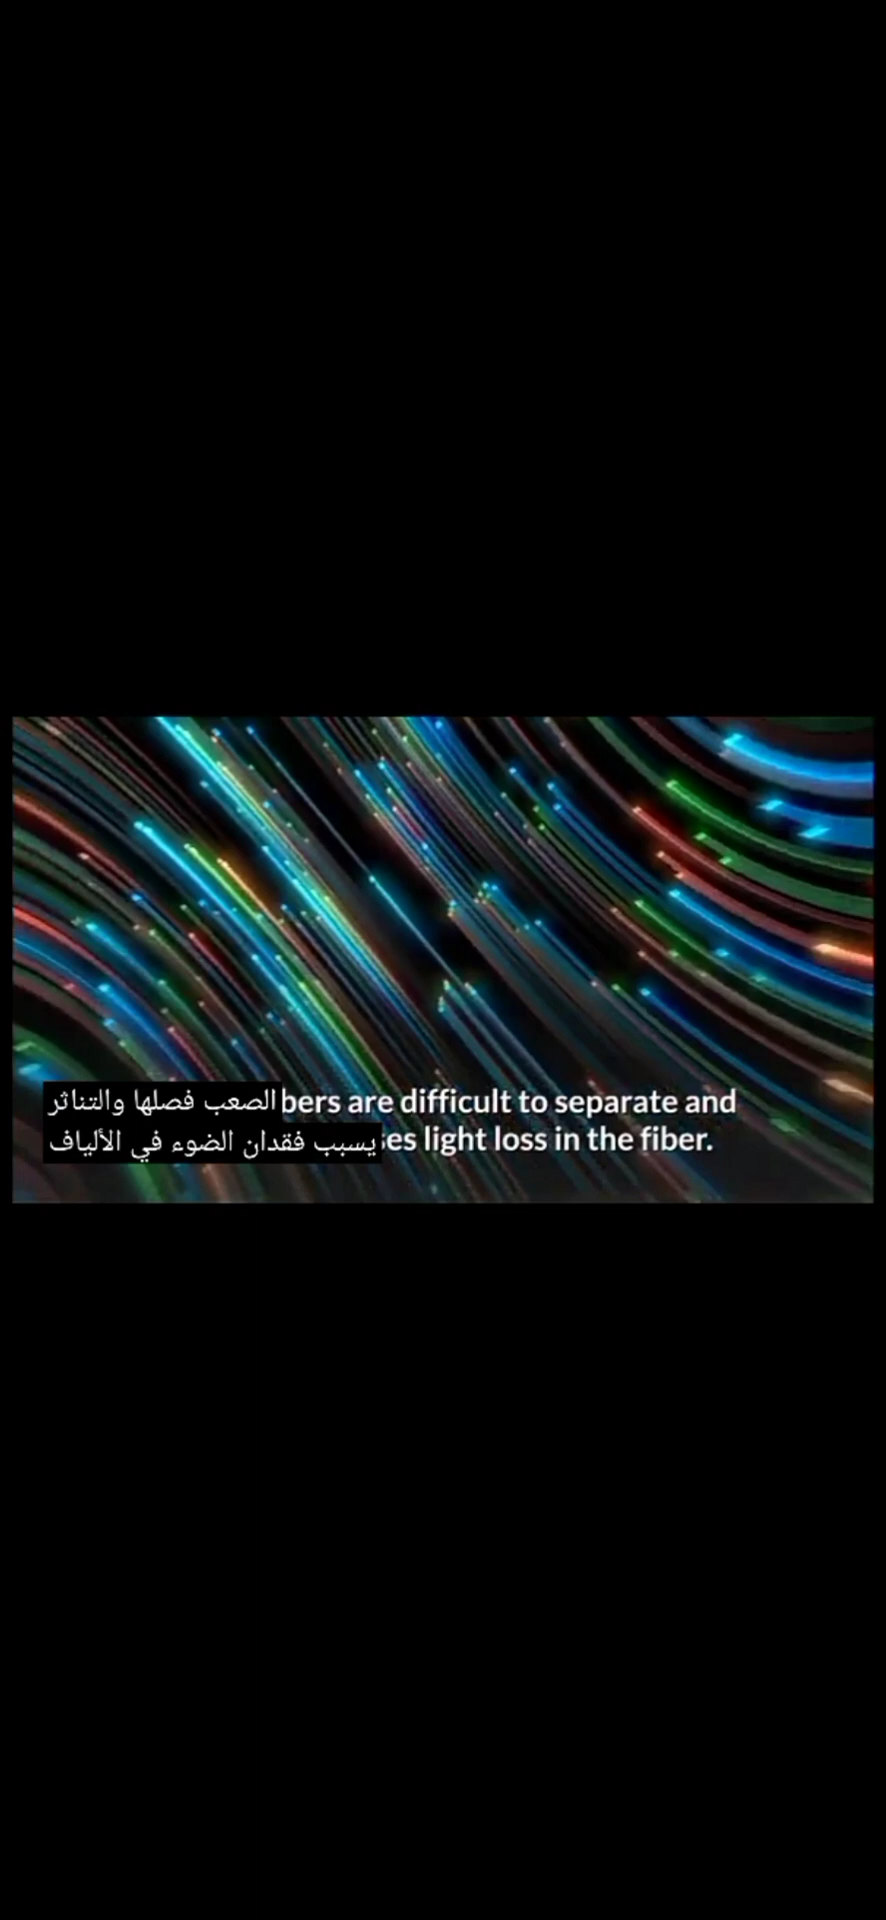 الصعب فصلها والتناثر bers are difficult to separate and
يسبب فقدان الضوء في الألياف es light loss in the fiber.